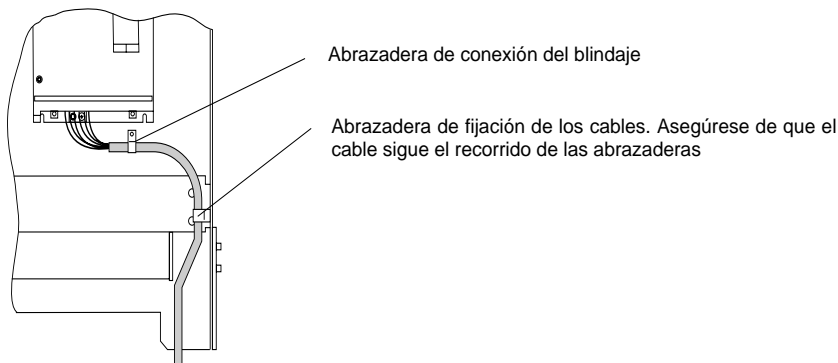 Abrazadera de conexión del blindaje
Abrazadera de fijación de los cables. Asegúrese de que el
cable sigue el recorrido de las abrazaderas